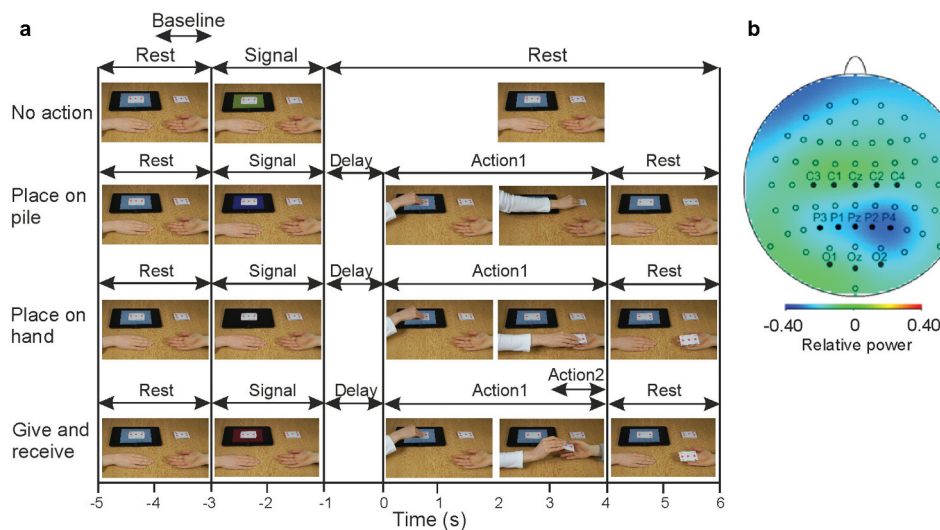 a
Baseline
Rest Signal Rest
No action
Rest Signal Delay Action1 Rest
Place on
pile
Rest Signal Delay Action1 Rest
Place on
hand
Action2
Rest Signal Delay Action1 Rest
Give and
receive
-5 -4 -3 -2 -1 0 1 2 3 4 5 6
Time (s)
b
C3 C1 Cz C2 C4
P3 P1 Pz P2 P4
O1 Oz O2
-0.40 0 0.40
Relative power